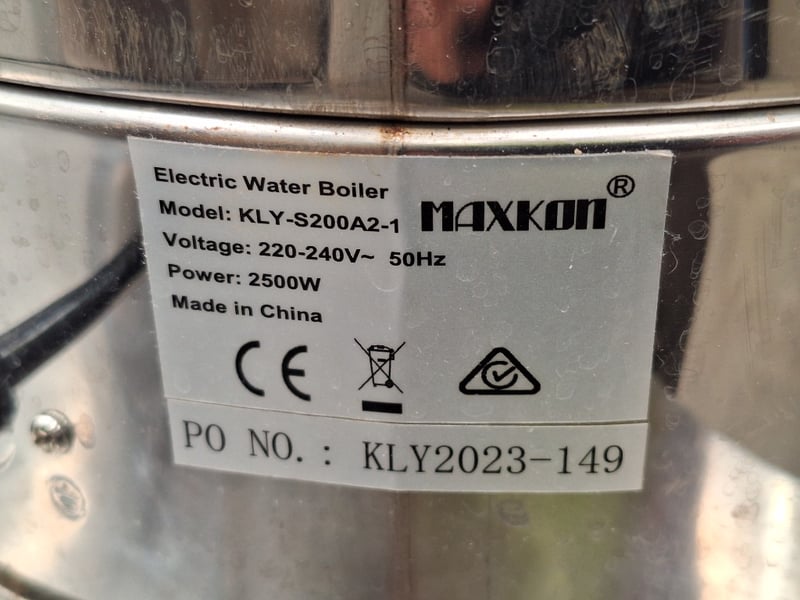 Electric Water Boiler
Model: KLY-S200A2-1
MAXKON®
Voltage: 220-240V~ 50Hz
Power: 2500W
Made in China
CE
PO NO.: KLY2023-149